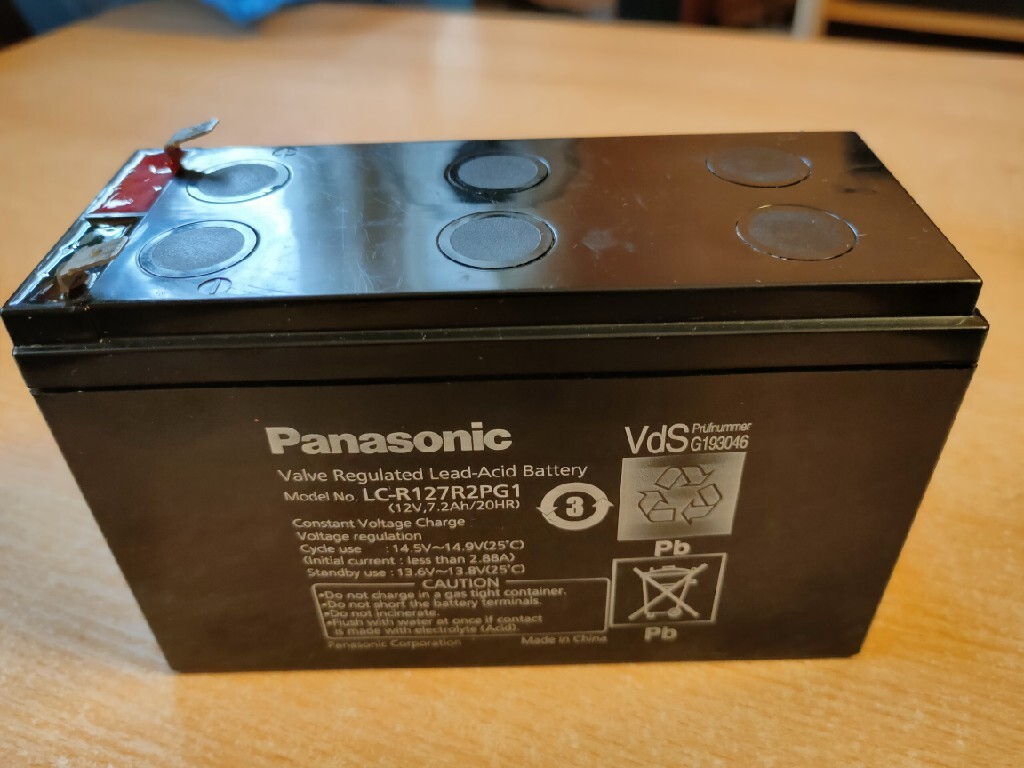 Panasonic
Valve Regulated Lead-Acid Battery
Model No. LC-R127R2PG1
(12V,7.2Ah/20HR)
Constant Voltage Charge
Voltage regulation
Cycle use : 14.5V～14.9V(25°C)
(Initial current : less than 2.88A)
Standby use : 13.6V～13.8V(25°C)
CAUTION
•Do not charge in a gas tight container.
•Do not short the battery terminals.
•Do not incinerate.
•Flush with water at once if contact
is made with electrolyte (Acid).
Panasonic Corporation
Made in China
3
VdS Prüfnummer
G193046
Pb
Pb